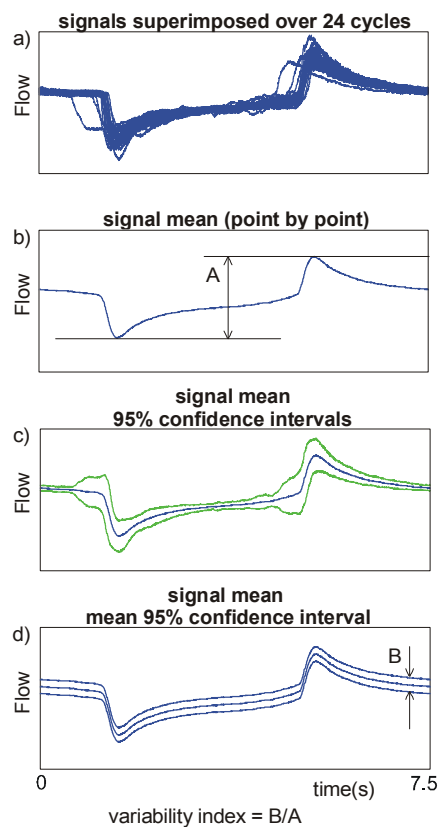 signals superimposed over 24 cycles
a)
Flow
signal mean (point by point)
b)
A
Flow
signal mean
95% confidence intervals
c)
Flow
signal mean
mean 95% confidence interval
d)
B
Flow
0 time(s) 7.5
variability index = B/A